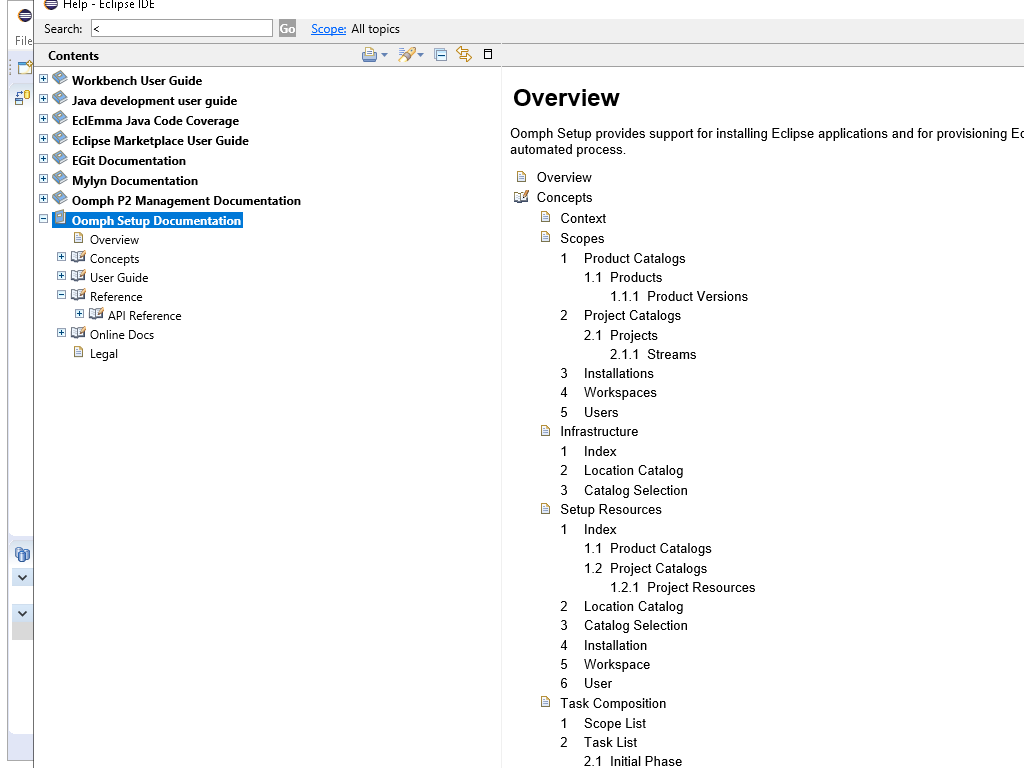 Help - Eclipse IDE
File
Search: < Go Scope: All topics
Contents
Workbench User Guide
Java development user guide
EclEmma Java Code Coverage
Eclipse Marketplace User Guide
EGit Documentation
Mylyn Documentation
Oomph P2 Management Documentation
Oomph Setup Documentation
Overview
Concepts
User Guide
Reference
API Reference
Online Docs
Legal
Overview
Oomph Setup provides support for installing Eclipse applications and for provisioning Ec
automated process.
Overview
Concepts
Context
Scopes
1 Product Catalogs
1.1 Products
1.1.1 Product Versions
2 Project Catalogs
2.1 Projects
2.1.1 Streams
3 Installations
4 Workspaces
5 Users
Infrastructure
1 Index
2 Location Catalog
3 Catalog Selection
Setup Resources
1 Index
1.1 Product Catalogs
1.2 Project Catalogs
1.2.1 Project Resources
2 Location Catalog
3 Catalog Selection
4 Installation
5 Workspace
6 User
Task Composition
1 Scope List
2 Task List
2.1 Initial Phase